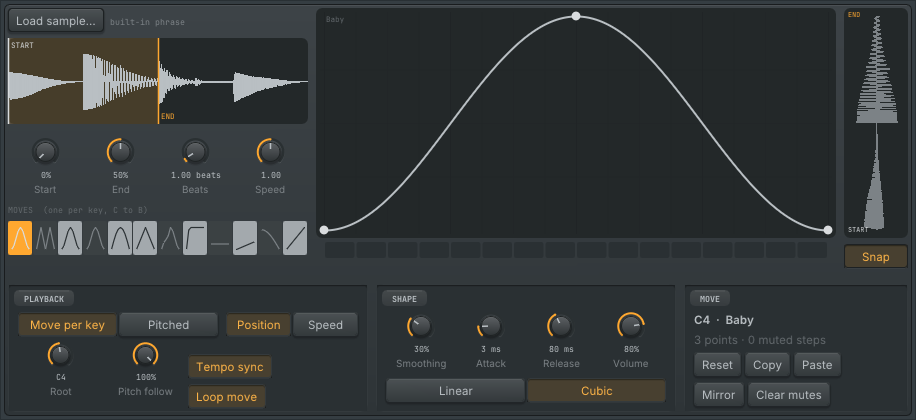 Load sample...
built-in phrase
START
END
0%
50%
1.00 beats
1.00
Start
End
Beats
Speed
MOVES (one per key, C to B)
Baby
END
START
Snap
PLAYBACK
Move per key
Pitched
Position
Speed
C4
100%
Root
Pitch follow
Tempo sync
Loop move
SHAPE
30%
3 ms
80 ms
80%
Smoothing
Attack
Release
Volume
Linear
Cubic
MOVE
C4 · Baby
3 points · 0 muted steps
Reset
Copy
Paste
Mirror
Clear mutes